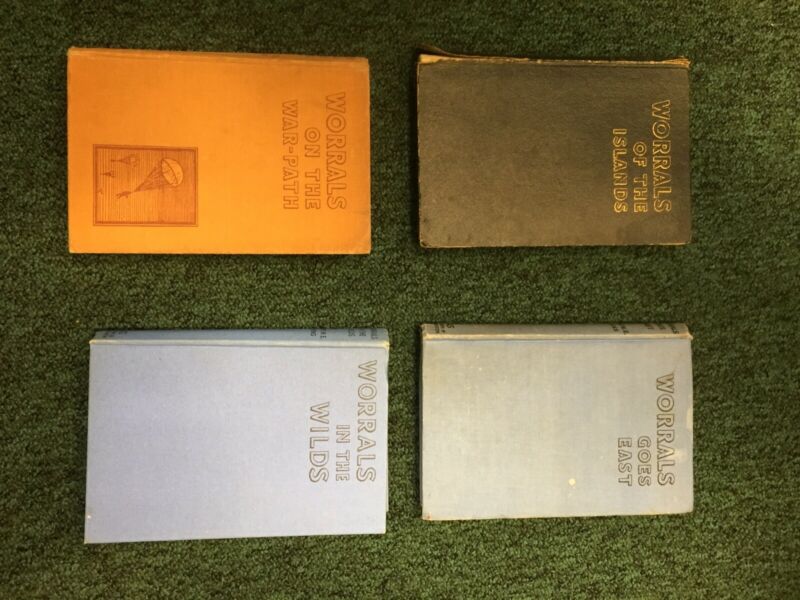 WORRALS
ON THE
WAR-PATH
WORRALS
OF THE
ISLANDS
WORRALS
IN THE
WILDS
WORRALS
GOES
EAST